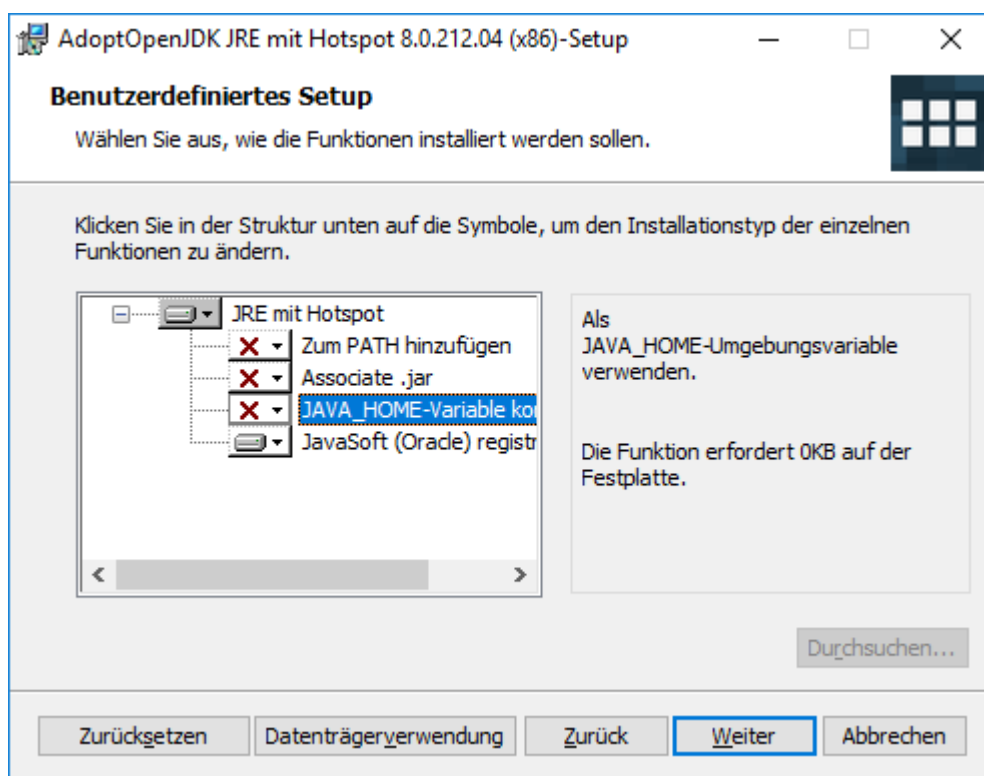 AdoptOpenJDK JRE mit Hotspot 8.0.212.04 (x86)-Setup
Benutzerdefiniertes Setup
Wählen Sie aus, wie die Funktionen installiert werden sollen.
Klicken Sie in der Struktur unten auf die Symbole, um den Installationstyp der einzelnen
Funktionen zu ändern.
JRE mit Hotspot
Zum PATH hinzufügen
Associate .jar
JAVA_HOME-Variable kon
JavaSoft (Oracle) registr
Als
JAVA_HOME-Umgebungsvariable
verwenden.
Die Funktion erfordert 0KB auf der
Festplatte.
Durchsuchen...
Zurücksetzen
Datenträgerverwendung
Zurück
Weiter
Abbrechen